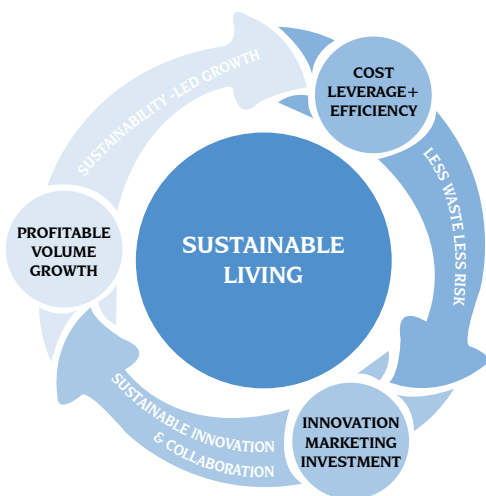 SUSTAINABILITY -LED GROWTH
COST
LEVERAGE+
EFFICIENCY
LESS WASTE LESS RISK
PROFITABLE
VOLUME
GROWTH
SUSTAINABLE
LIVING
SUSTAINABLE INNOVATION
& COLLABORATION
INNOVATION
MARKETING
INVESTMENT